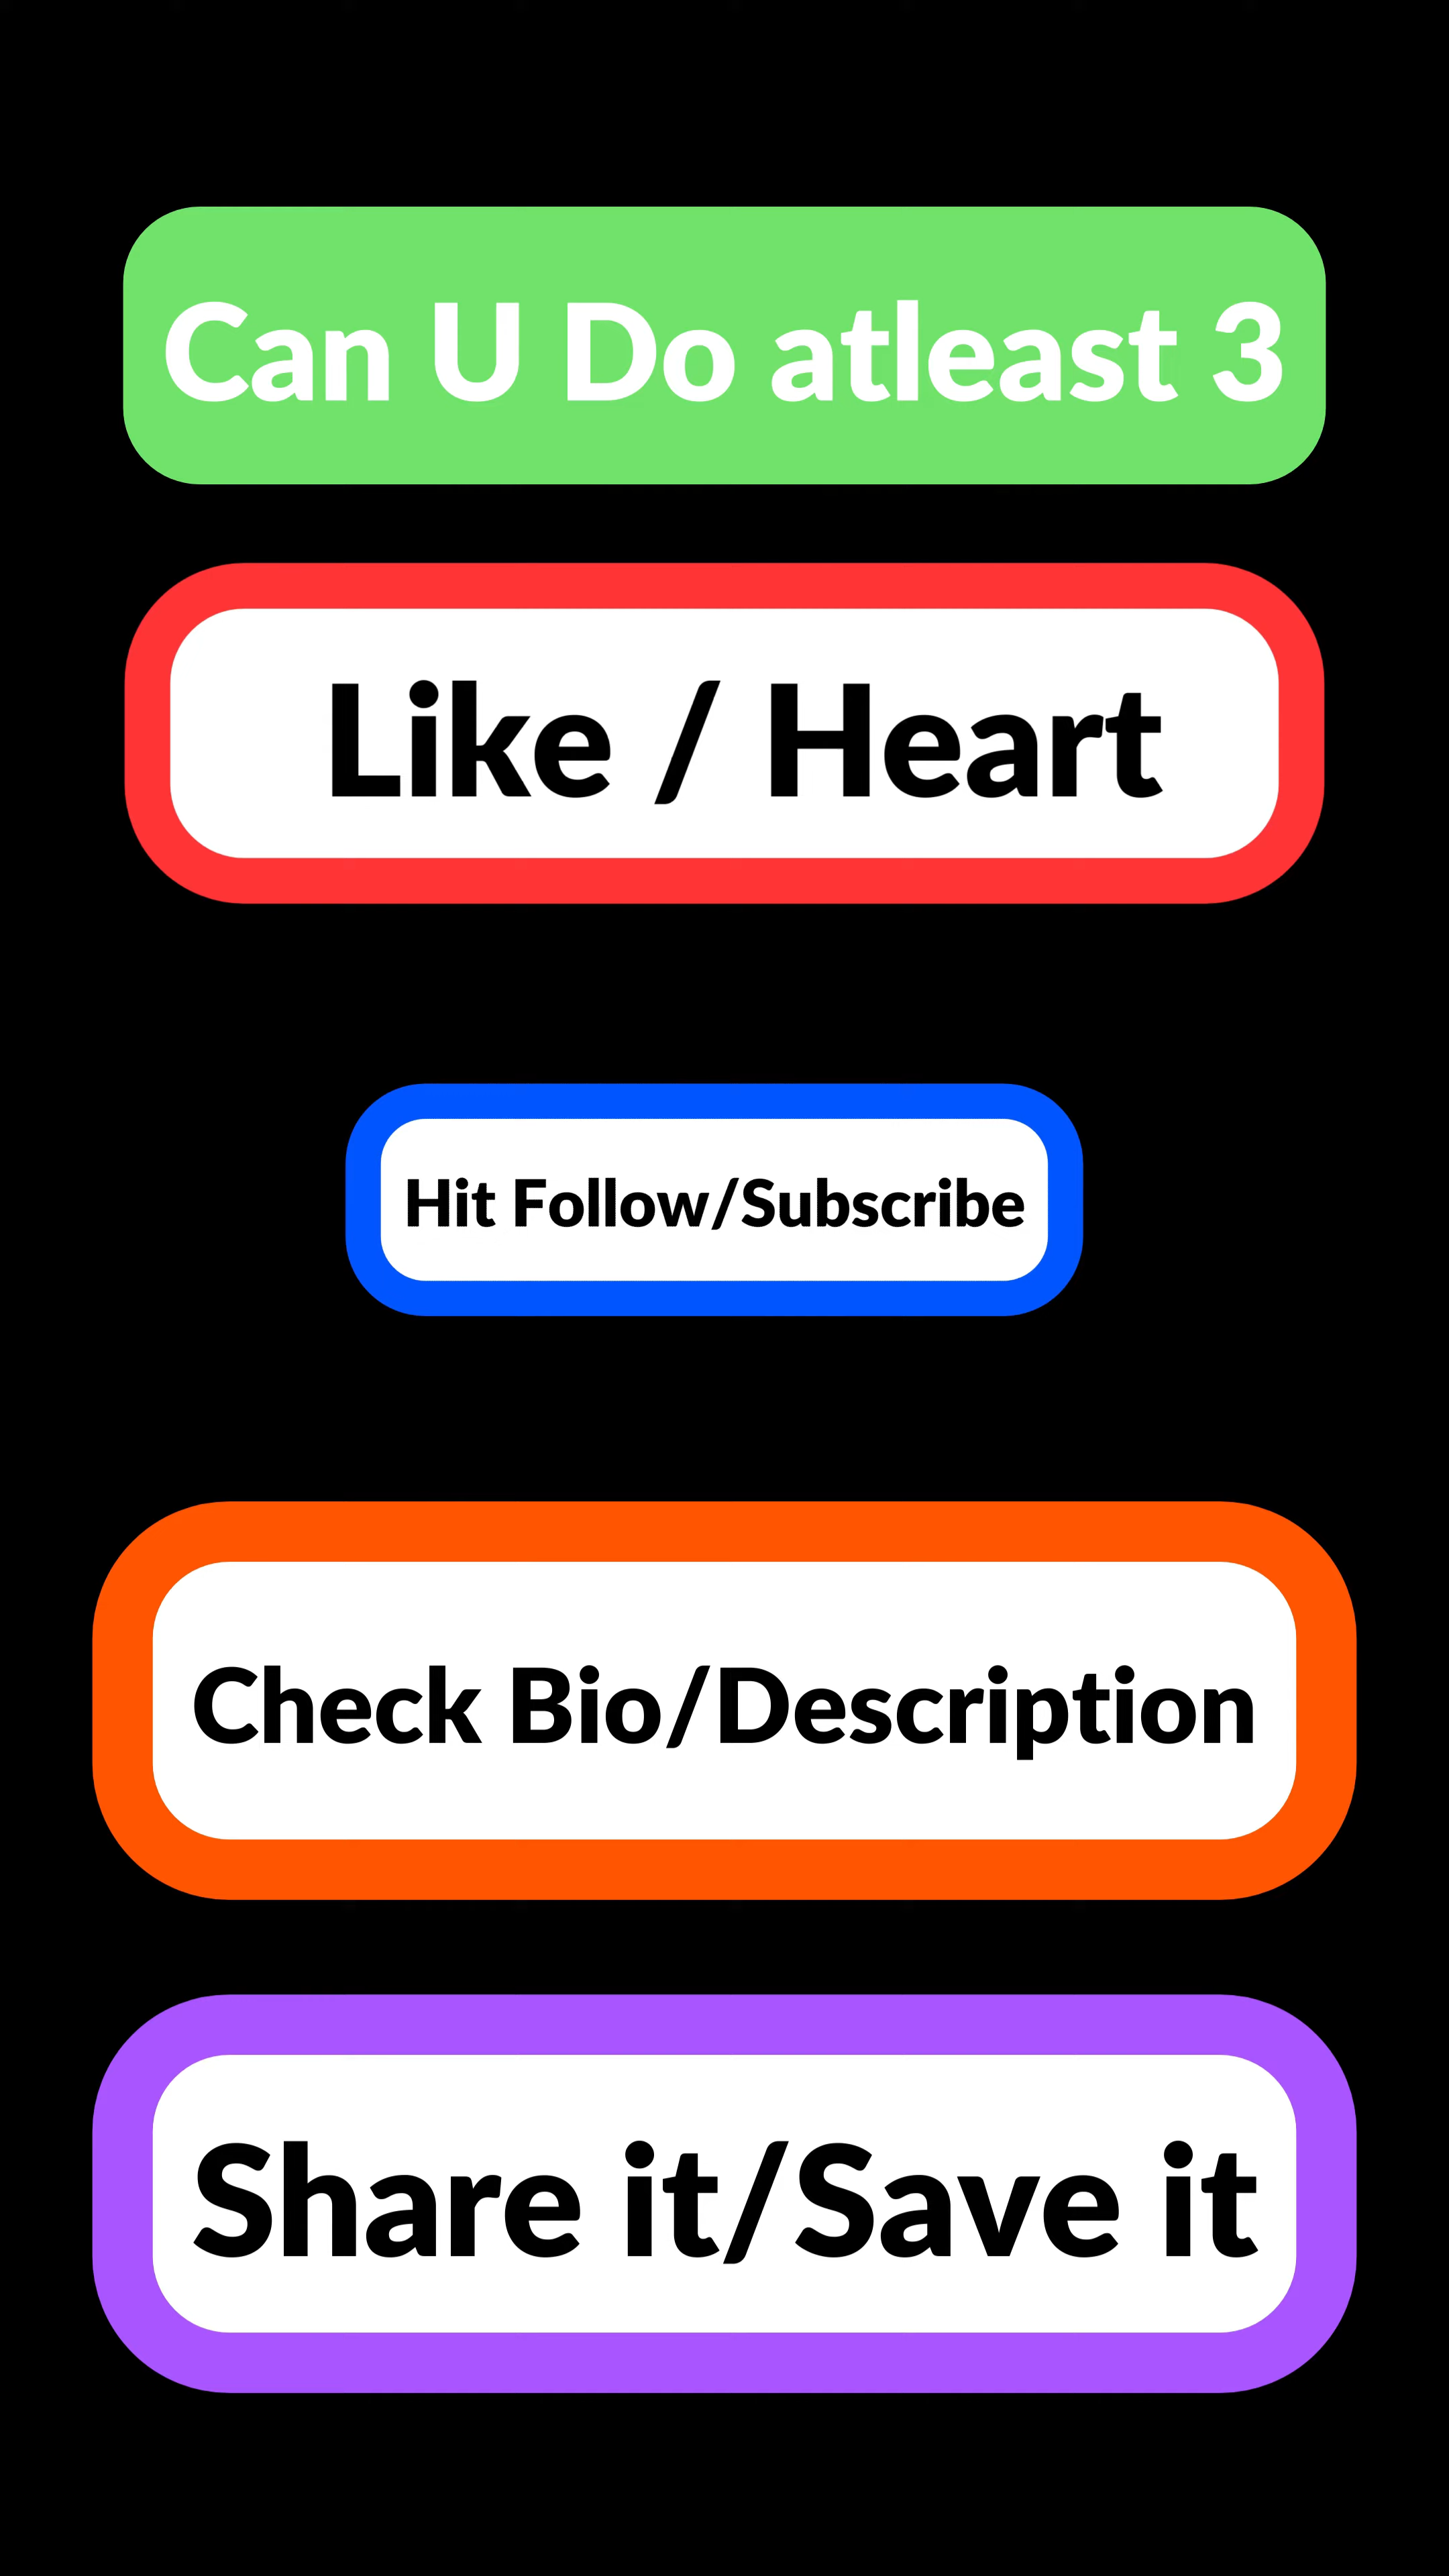 Can U Do atleast 3
Like / Heart
Hit Follow/Subscribe
Check Bio/Description
Share it/Save it